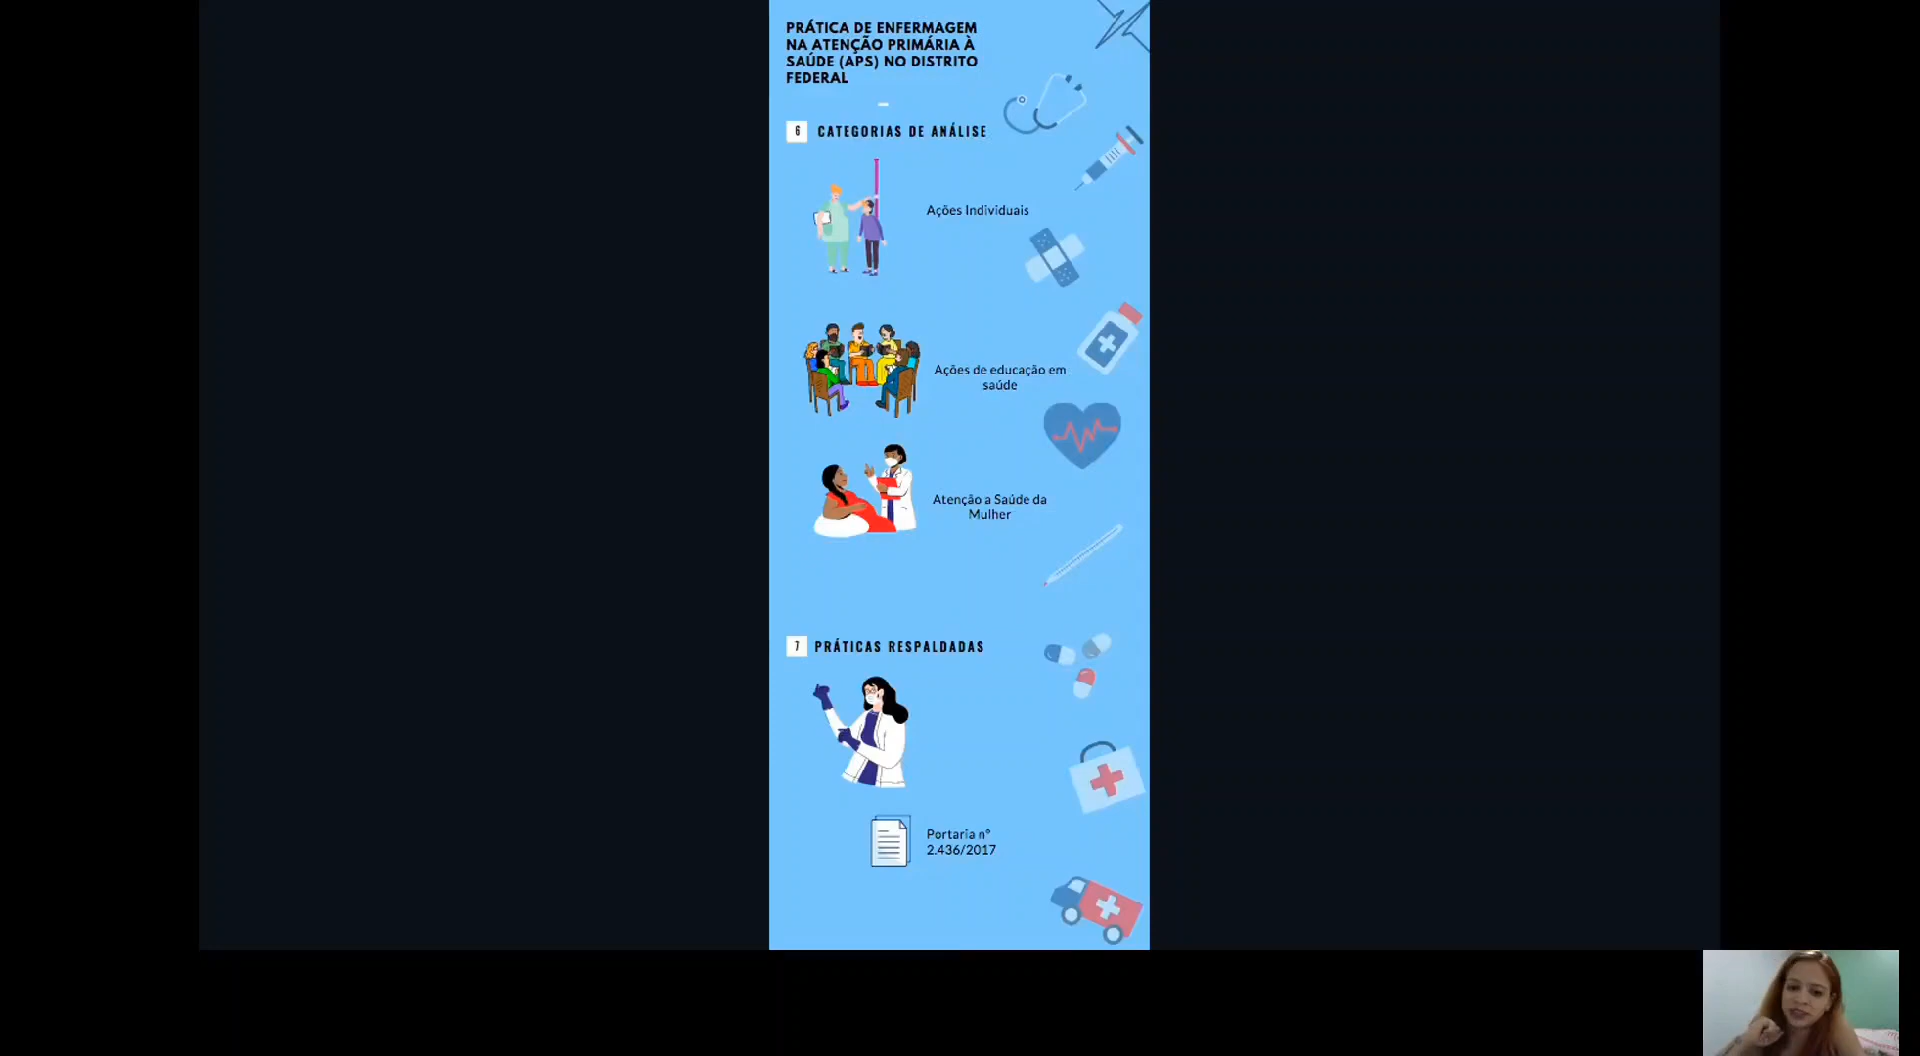 PRÁTICA DE ENFERMAGEM
NA ATENÇÃO PRIMÁRIA À
SAÚDE (APS) NO DISTRITO
FEDERAL
6 CATEGORIAS DE ANÁLISE
Ações Individuais
Ações de educação em
saúde
Atenção a Saúde da
Mulher
7 PRÁTICAS RESPALDADAS
Portaria nº
2.436/2017